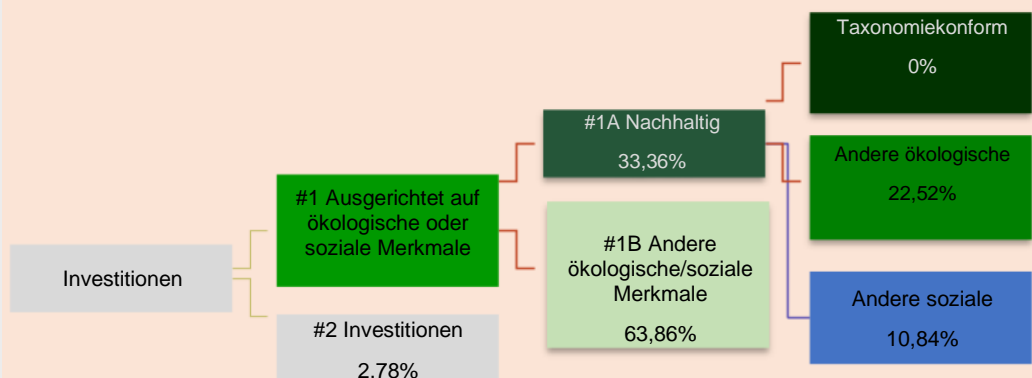 Investitionen
#1 Ausgerichtet auf
ökologische oder
soziale Merkmale
#2 Investitionen
2,78%
#1A Nachhaltig
33,36%
#1B Andere
ökologische/soziale
Merkmale
63,86%
Taxonomiekonform
0%
Andere ökologische
22,52%
Andere soziale
10,84%